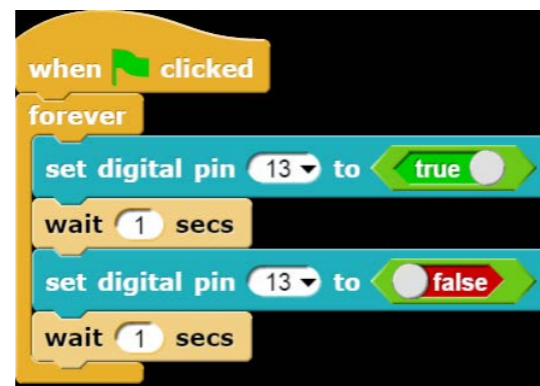 when clicked
forever
set digital pin 13 to true
wait 1 secs
set digital pin 13 to false
wait 1 secs